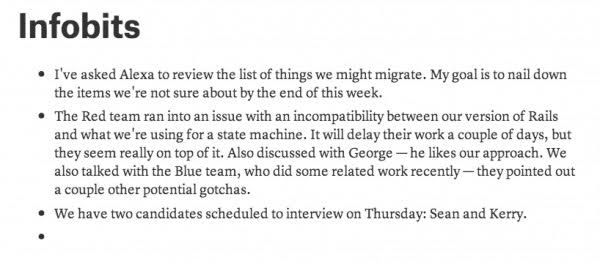 Infobits
• I've asked Alexa to review the list of things we might migrate. My goal is to nail down
the items we're not sure about by the end of this week.
• The Red team ran into an issue with an incompatibility between our version of Rails
and what we're using for a state machine. It will delay their work a couple of days, but
they seem really on top of it. Also discussed with George — he likes our approach. We
also talked with the Blue team, who did some related work recently — they pointed out
a couple other potential gotchas.
• We have two candidates scheduled to interview on Thursday: Sean and Kerry.
•